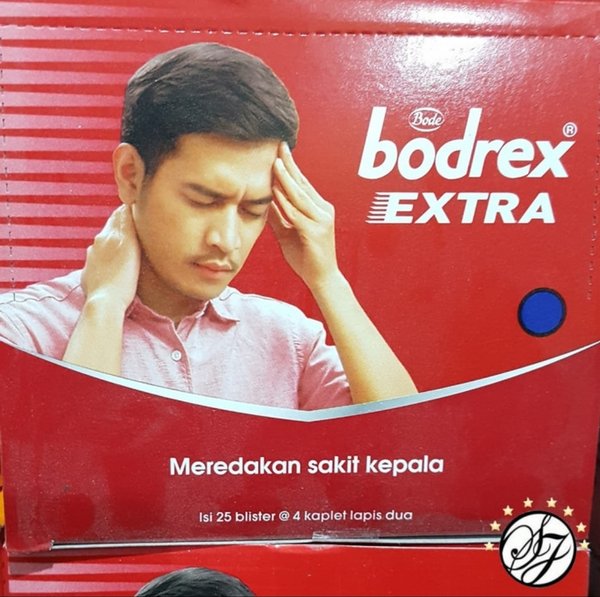 Bode
bodrex®
EXTRA
Meredakan sakit kepala
Isi 25 blister @ 4 kaplet lapis dua